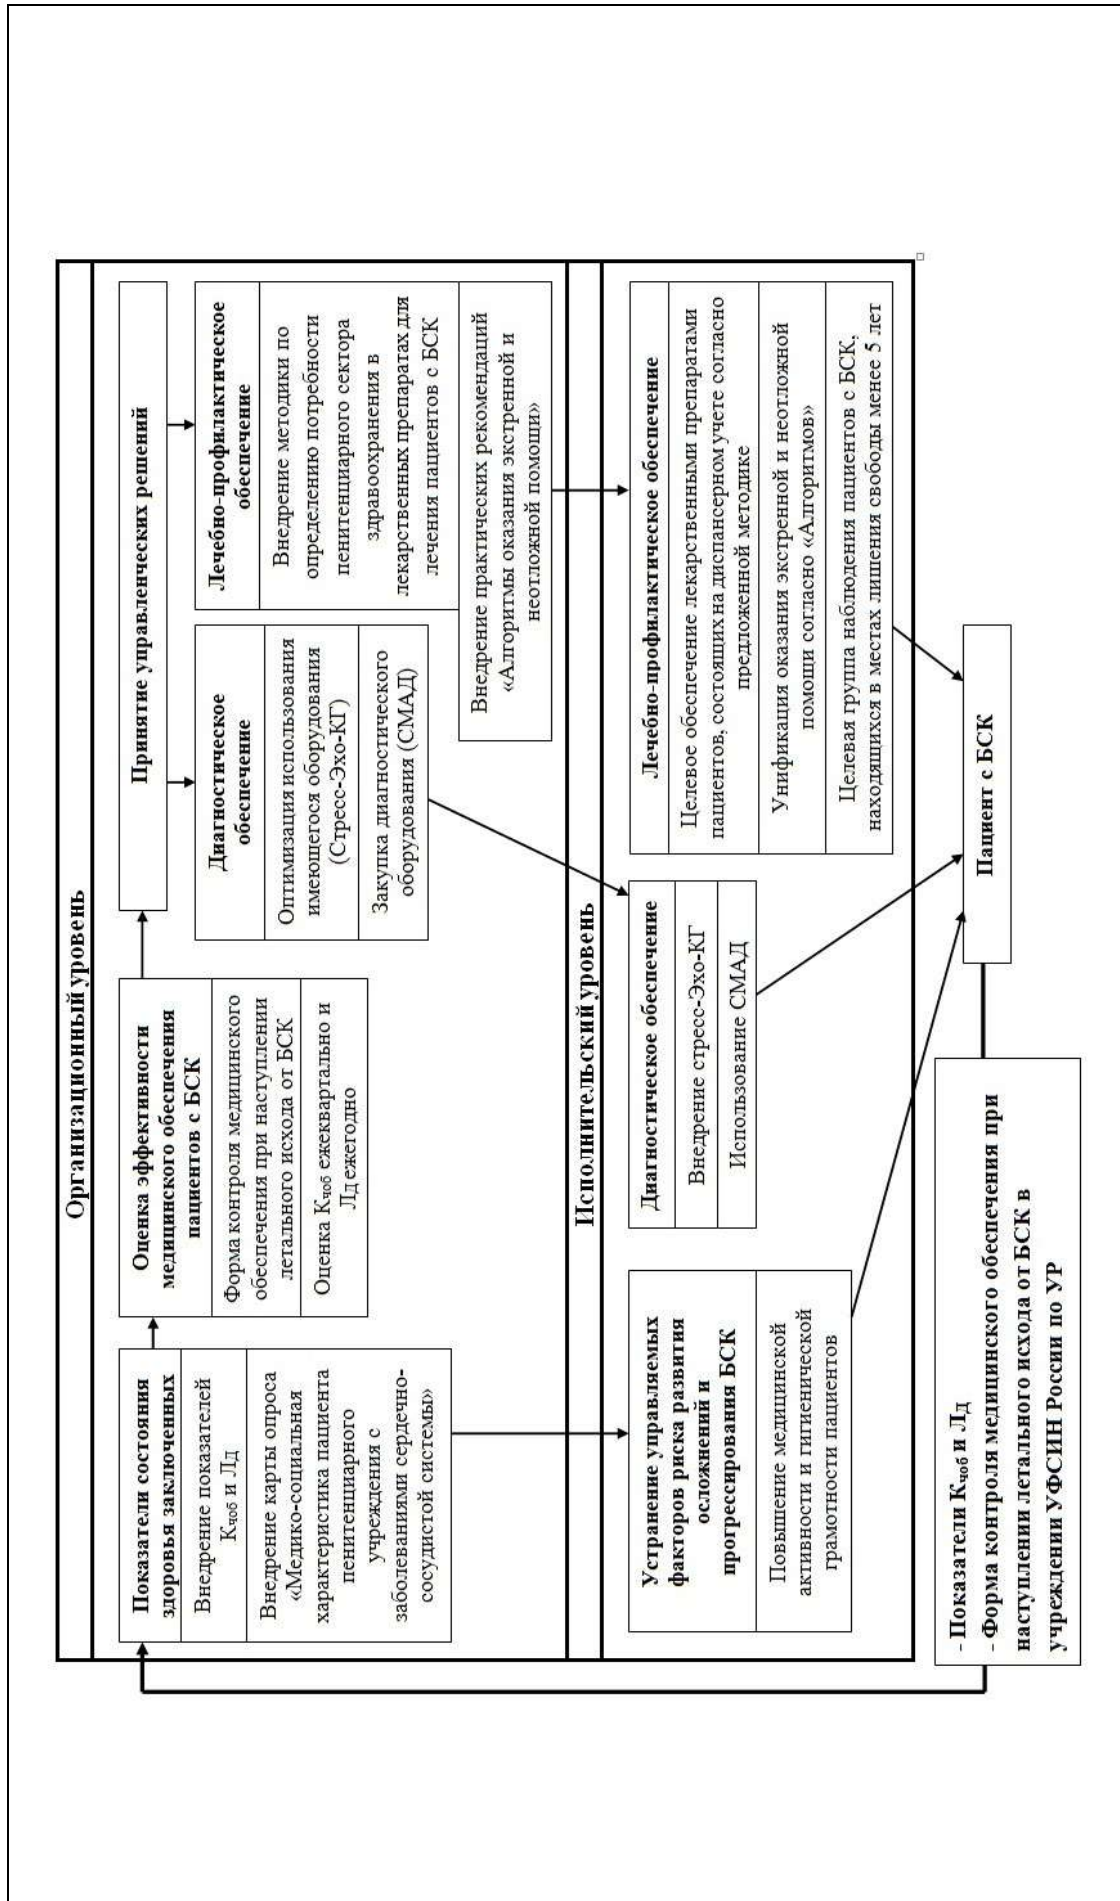 Организационный уровень
Показатели состояния
здоровья заключенных
Внедрение показателей
Кчоб и Лд
Внедрение карты опроса
«Медико-социальная
характеристика пациента
пенитенциарного
учреждения с
заболеваниями сердечно-
сосудистой системы»
Оценка эффективности
медицинского обеспечения
пациентов с БСК
Форма контроля медицинского
обеспечения при наступлении
летального исхода от БСК
Оценка Кчоб ежеквартально и
Лд ежегодно
Принятие управленческих решений
Диагностическое
обеспечение
Оптимизация использования
имеющегося оборудования
(Стресс-Эхо-КГ)
Закупка диагностического
оборудования (СМАД)
Лечебно-профилактическое
обеспечение
Внедрение методики по
определению потребности
пенитенциарного сектора
здравоохранения в
лекарственных препаратах для
лечения пациентов с БСК
Внедрение практических рекомендаций
«Алгоритмы оказания экстренной и
неотложной помощи»
Исполнительский уровень
Устранение управляемых
факторов риска развития
осложнений и
прогрессирования БСК
Повышение медицинской
активности и гигиенической
грамотности пациентов
Диагностическое обеспечение
Внедрение стресс-Эхо-КГ
Использование СМАД
Лечебно-профилактическое обеспечение
Целевое обеспечение лекарственными препаратами
пациентов, состоящих на диспансерном учете согласно
предложенной методике
Унификация оказания экстренной и неотложной
помощи согласно «Алгоритмов»
Целевая группа наблюдения пациентов с БСК,
находящихся в местах лишения свободы менее 5 лет
- Показатели Кчоб и Лд
- Форма контроля медицинского обеспечения при
наступлении летального исхода от БСК в
учреждении УФСИН России по УР
Пациент с БСК